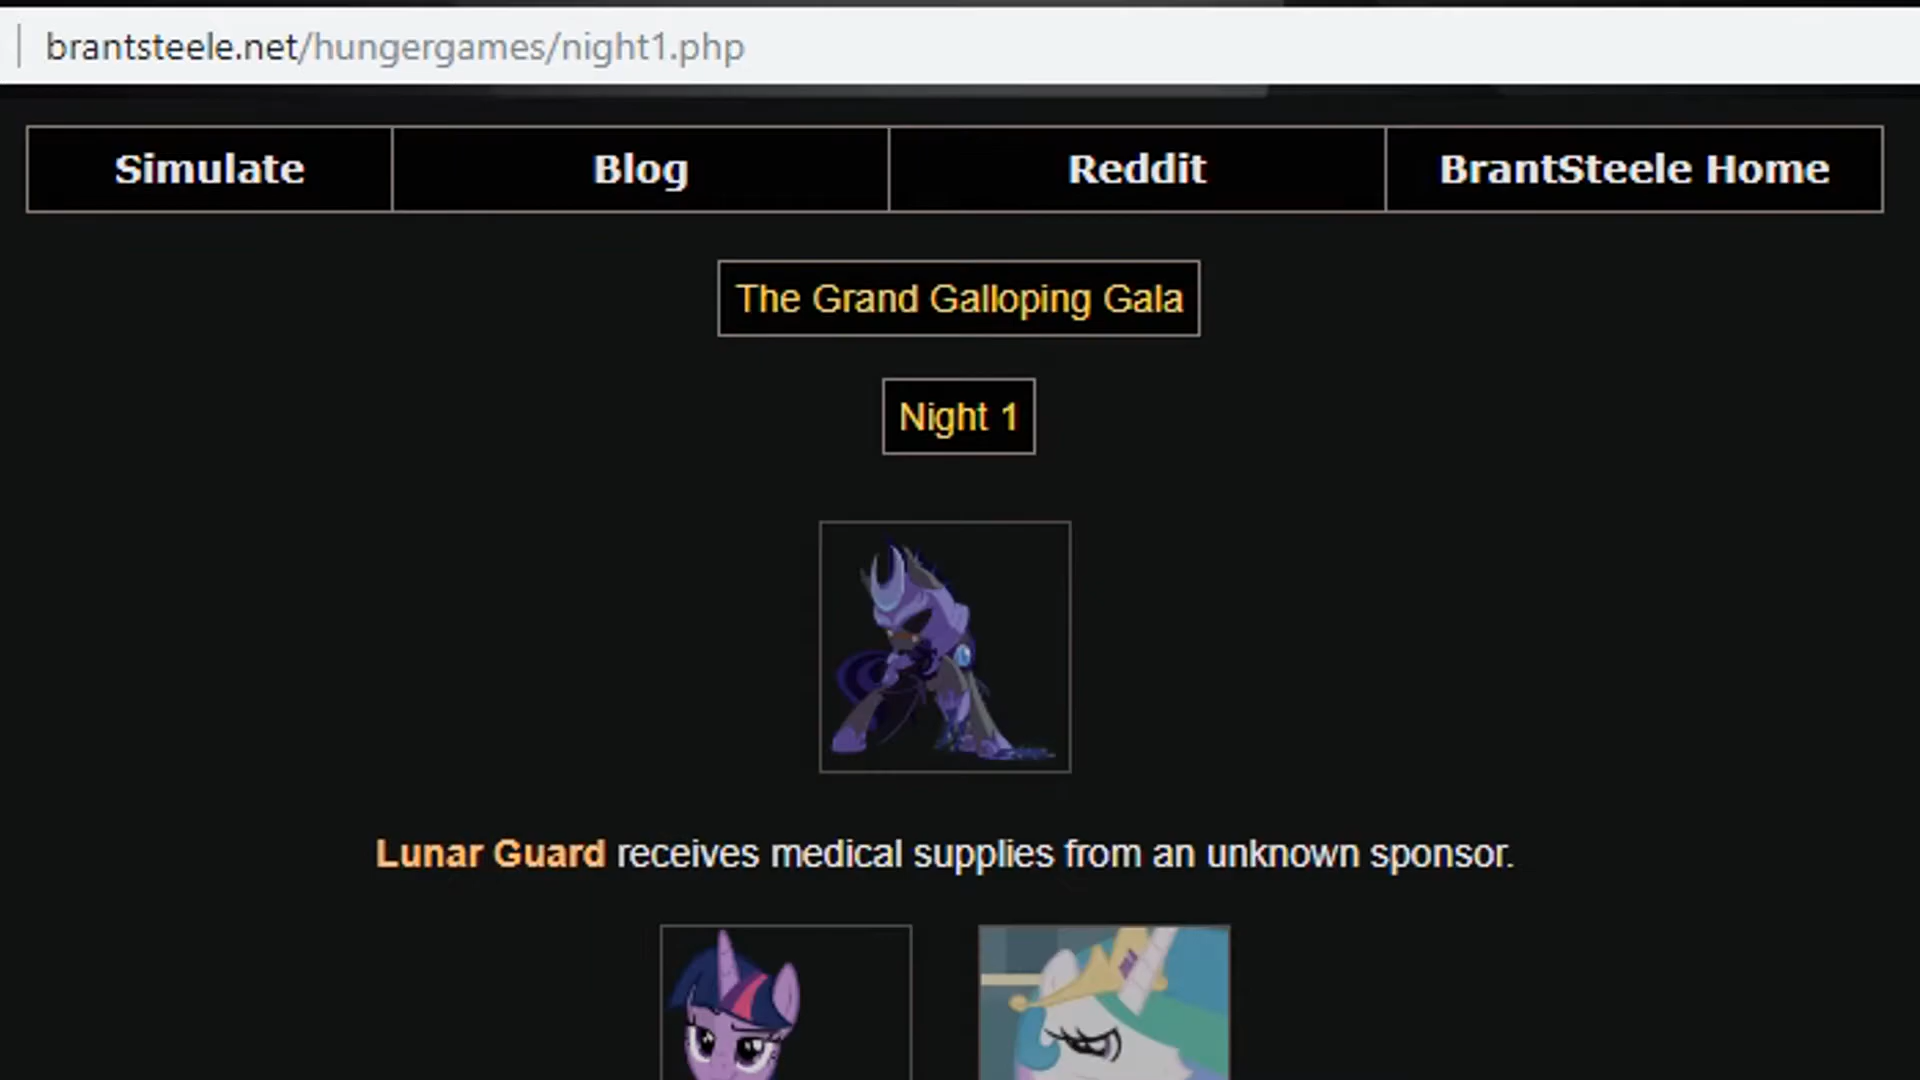 brantsteele.net/hungergames/night1.php
Simulate
Blog
Reddit
BrantSteele Home
The Grand Galloping Gala
Night 1
Lunar Guard receives medical supplies from an unknown sponsor.